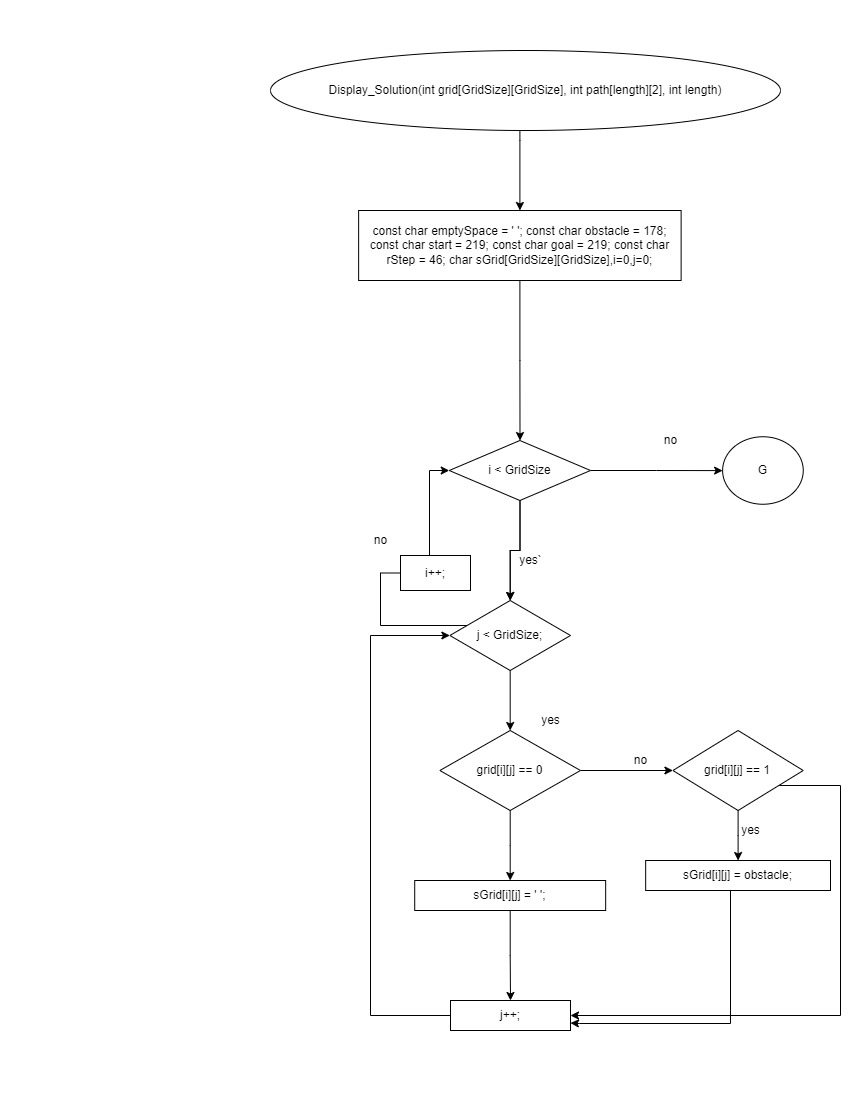 Display_Solution(int grid[GridSize][GridSize], int path[length][2], int length)
const char emptySpace = ' '; const char obstacle = 178;
const char start = 219; const char goal = 219; const char
rStep = 46; char sGrid[GridSize][GridSize],i=0,j=0;
no
i < GridSize
G
no
yes`
i++;
j < GridSize;
yes
grid[i][j] == 0
no
grid[i][j] == 1
yes
sGrid[i][j] = obstacle;
sGrid[i][j] = ' ';
j++;